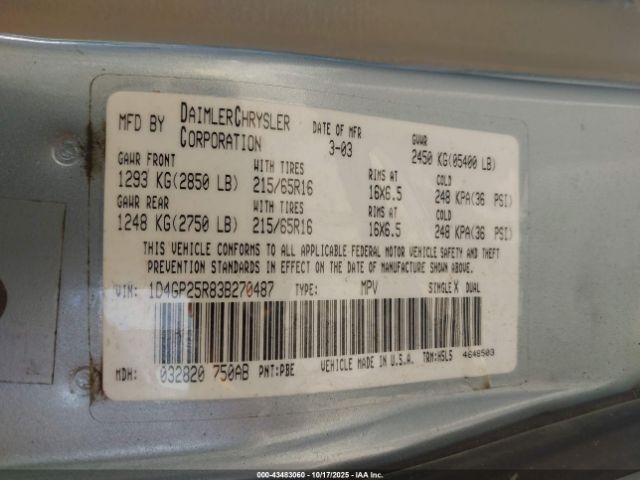 MFD BY DAIMLERCHRYSLER CORPORATION DATE OF MFR 3-03 GVWR 2450 KG(05400 LB)
GAWR FRONT WITH TIRES RIMS AT COLD
1293 KG(2850 LB) 215/65R16 16X6.5 248 KPA(36 PSI)
GAWR REAR WITH TIRES RIMS AT COLD
1248 KG(2750 LB) 215/65R16 16X6.5 248 KPA(36 PSI)
THIS VEHICLE CONFORMS TO ALL APPLICABLE FEDERAL MOTOR VEHICLE SAFETY AND THEFT
PREVENTION STANDARDS IN EFFECT ON THE DATE OF MANUFACTURE SHOWN ABOVE.
VIN: 1D4GP25R83B270487 TYPE: MPV SINGLE X DUAL
MDH: 032820 750AB PNT:PBE VEHICLE MADE IN U.S.A. TRM:HSL5 4648503
000-43483060 - 10/17/2025 - IAA Inc.